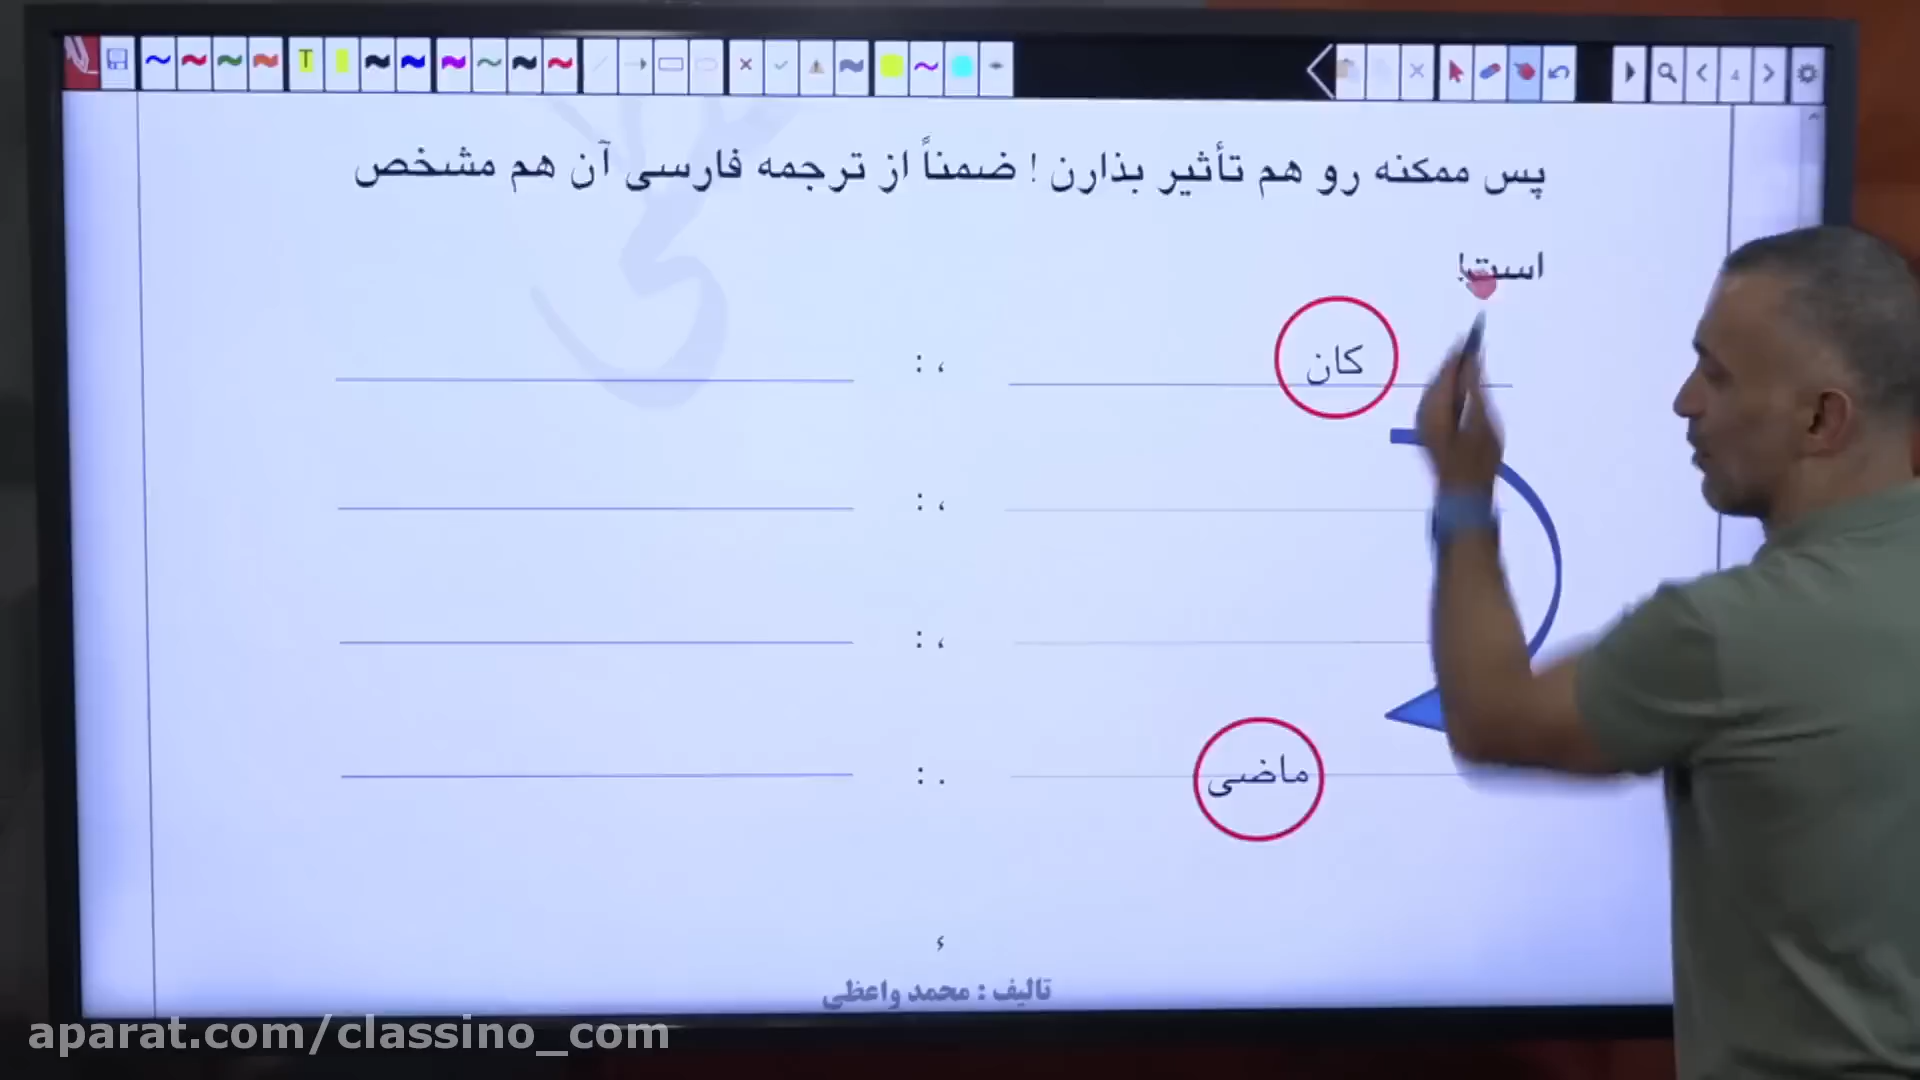 پس ممکنه رو هم تأثیر بذارن ! ضمناً از ترجمه فارسی آن هم مشخص
است!
کان
، :
، :
، :
ماضی
. :
۴
تالیف : محمد واعظی
aparat.com/classino_com